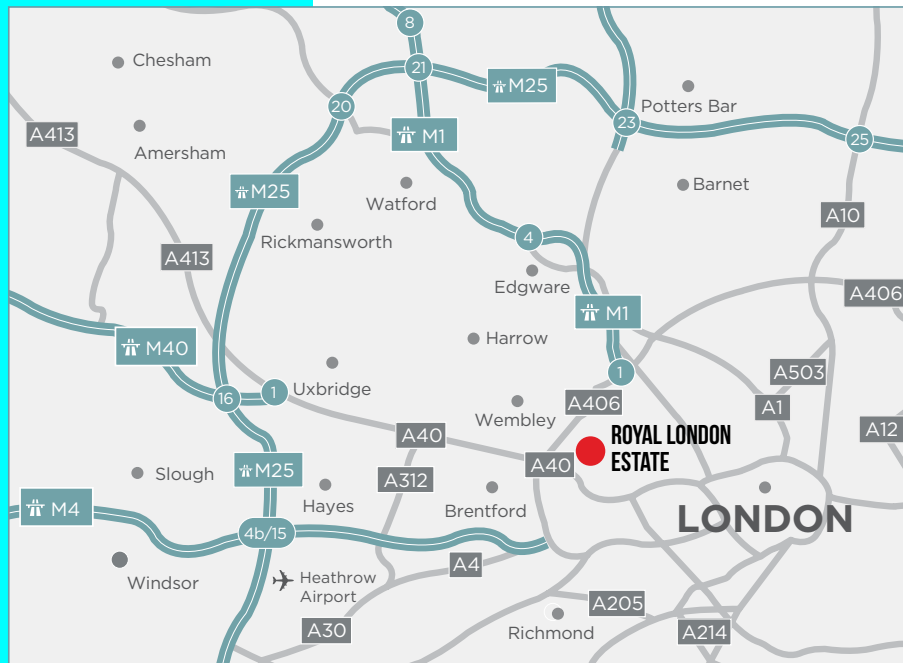 8
Chesham
21
M25
20
Potters Bar
23
A413
M1
25
Amersham
M25
Watford
Barnet
Rickmansworth
A10
4
A413
Edgware
A406
M1
Harrow
M40
Uxbridge
1
A503
16
1
Wembley
A406
A1
A40
A12
ROYAL LONDON
ESTATE
A40
Slough
M25
Hayes
A312
Brentford
M4
LONDON
4b/15
A4
Windsor
Heathrow
Airport
A205
Richmond
A30
A214